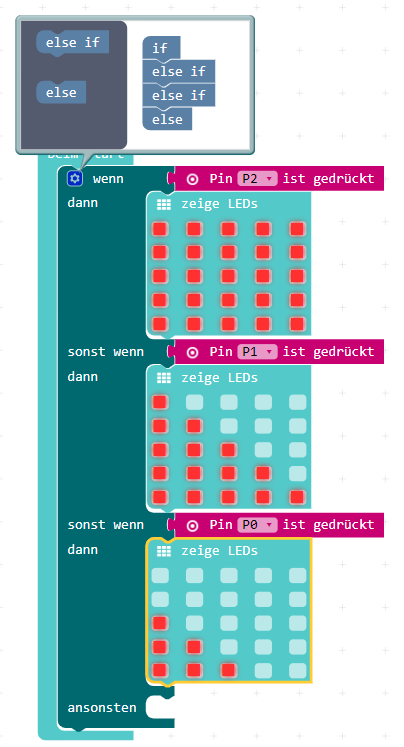 else if
else
if
else if
else if
else
beim start
wenn Pin P2 ist gedrückt
dann zeige LEDs
sonst wenn Pin P1 ist gedrückt
dann zeige LEDs
sonst wenn Pin P0 ist gedrückt
dann zeige LEDs
ansonsten